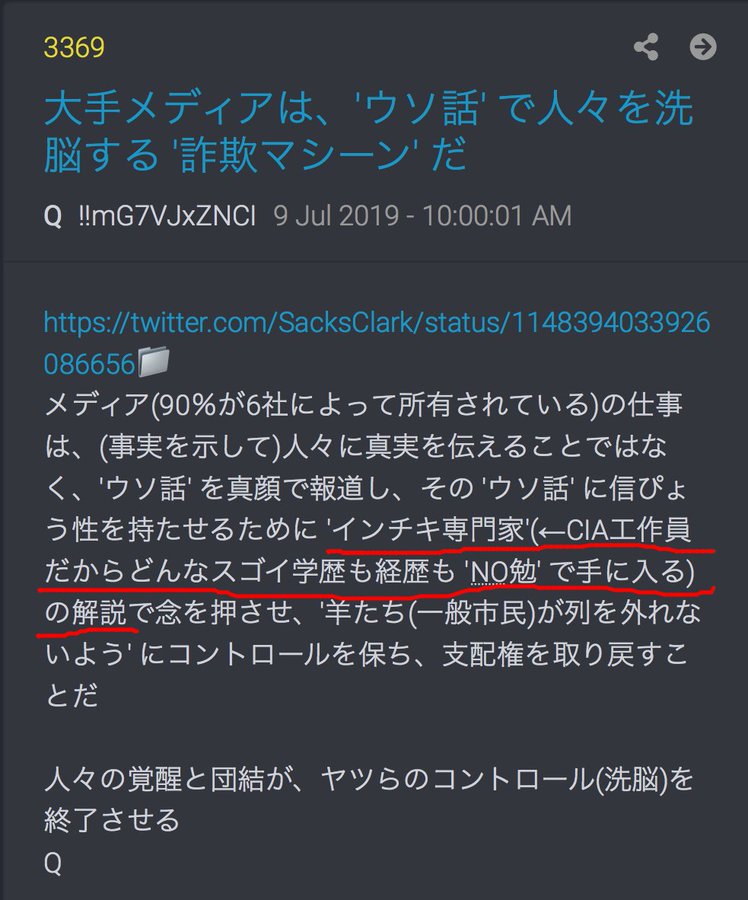 3369
大手メディアは、'ウソ話' で人々を洗
脳する '詐欺マシーン' だ
Q !!mG7VJxZNCI 9 Jul 2019 - 10:00:01 AM
https://twitter.com/SacksClark/status/1148394033926
086656
メディア(90%が6社によって所有されている)の仕事
は、(事実を示して)人々に真実を伝えることではな
く、'ウソ話' を真顔で報道し、その 'ウソ話' に信ぴょ
う性を持たせるために 'インチキ専門家'(←CIA工作員
だからどんなスゴイ学歴も経歴も 'NO勉' で手に入る)
の解説で念を押させ、'羊たち(一般市民)が列を外れな
いよう' にコントロールを保ち、支配権を取り戻すこ
とだ
人々の覚醒と団結が、ヤツらのコントロール(洗脳)を
終了させる
Q